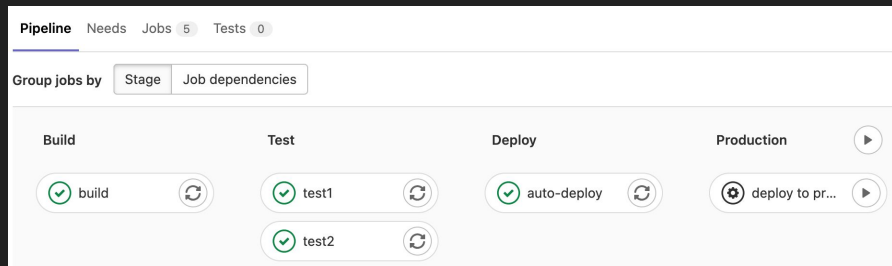 Pipeline Needs Jobs 5 Tests 0
Group jobs by Stage Job dependencies
Build Test Deploy Production
build test1 auto-deploy deploy to pr...
test2